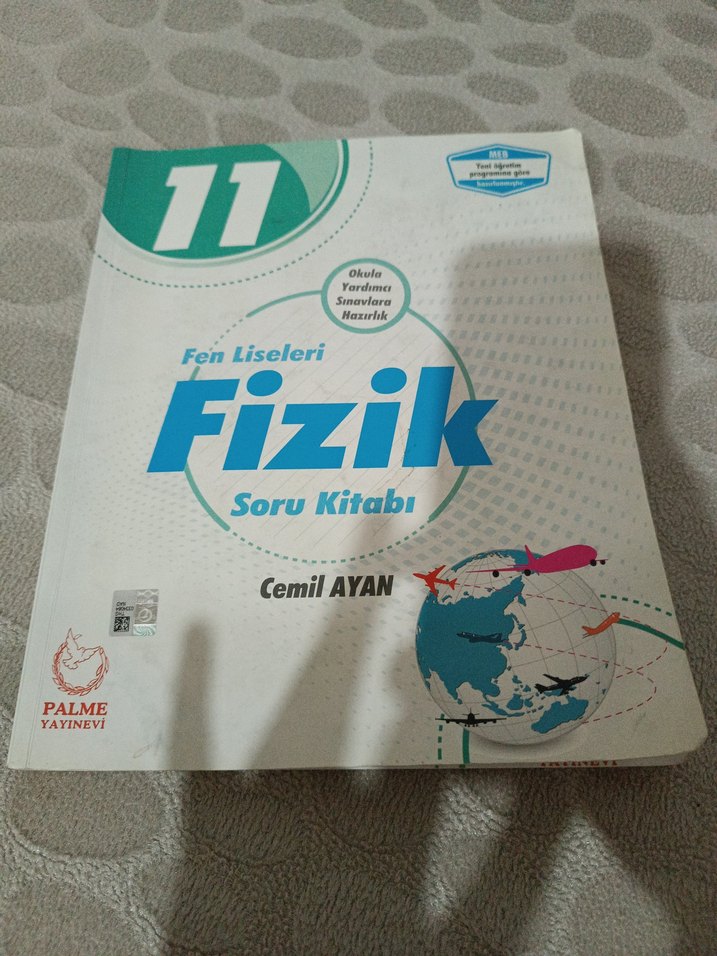 11
MEB
Yeni öğretim
programına göre
hazırlanmıştır.
Okula
Yardımcı
Sınavlara
Hazırlık
Fen Liseleri
Fizik
Soru Kitabı
Cemil AYAN
PALME
YAYINEVİ
YAYINEVİ